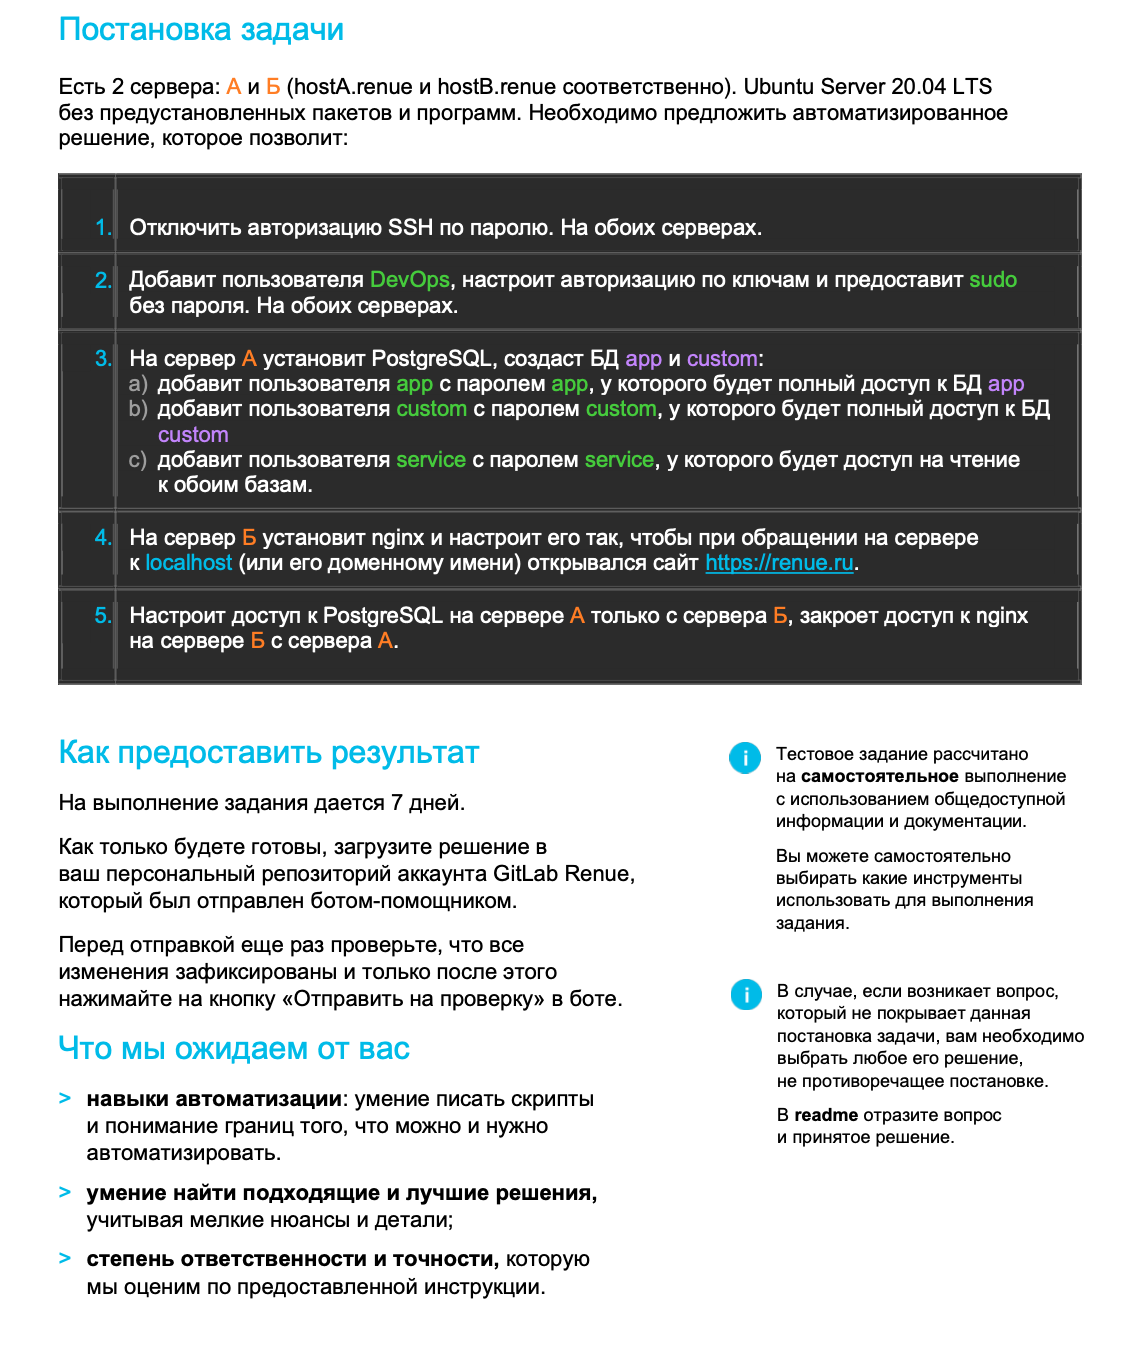 Постановка задачи
Есть 2 сервера: А и Б (hostA.renue и hostB.renue соответственно). Ubuntu Server 20.04 LTS
без предустановленных пакетов и программ. Необходимо предложить автоматизированное
решение, которое позволит:
1. Отключить авторизацию SSH по паролю. На обоих серверах.
2. Добавит пользователя DevOps, настроит авторизацию по ключам и предоставит sudo
без пароля. На обоих серверах.
3. На сервер А установит PostgreSQL, создаст БД app и custom:
a) добавит пользователя app с паролем app, у которого будет полный доступ к БД app
b) добавит пользователя custom с паролем custom, у которого будет полный доступ к БД
custom
c) добавит пользователя service с паролем service, у которого будет доступ на чтение
к обоим базам.
4. На сервер Б установит nginx и настроит его так, чтобы при обращении на сервере
к localhost (или его доменному имени) открывался сайт https://renue.ru.
5. Настроит доступ к PostgreSQL на сервере А только с сервера Б, закроет доступ к nginx
на сервере Б с сервера А.
Как предоставить результат
На выполнение задания дается 7 дней.
Как только будете готовы, загрузите решение в
ваш персональный репозиторий аккаунта GitLab Renue,
который был отправлен ботом-помощником.
Перед отправкой еще раз проверьте, что все
изменения зафиксированы и только после этого
нажимайте на кнопку «Отправить на проверку» в боте.
Что мы ожидаем от вас
> навыки автоматизации: умение писать скрипты
и понимание границ того, что можно и нужно
автоматизировать.
> умение найти подходящие и лучшие решения,
учитывая мелкие нюансы и детали;
> степень ответственности и точности, которую
мы оценим по предоставленной инструкции.
i Тестовое задание рассчитано
на самостоятельное выполнение
с использованием общедоступной
информации и документации.
Вы можете самостоятельно
выбирать какие инструменты
использовать для выполнения
задания.
i В случае, если возникает вопрос,
который не покрывает данная
постановка задачи, вам необходимо
выбрать любое его решение,
не противоречащее постановке.
В readme отразите вопрос
и принятое решение.